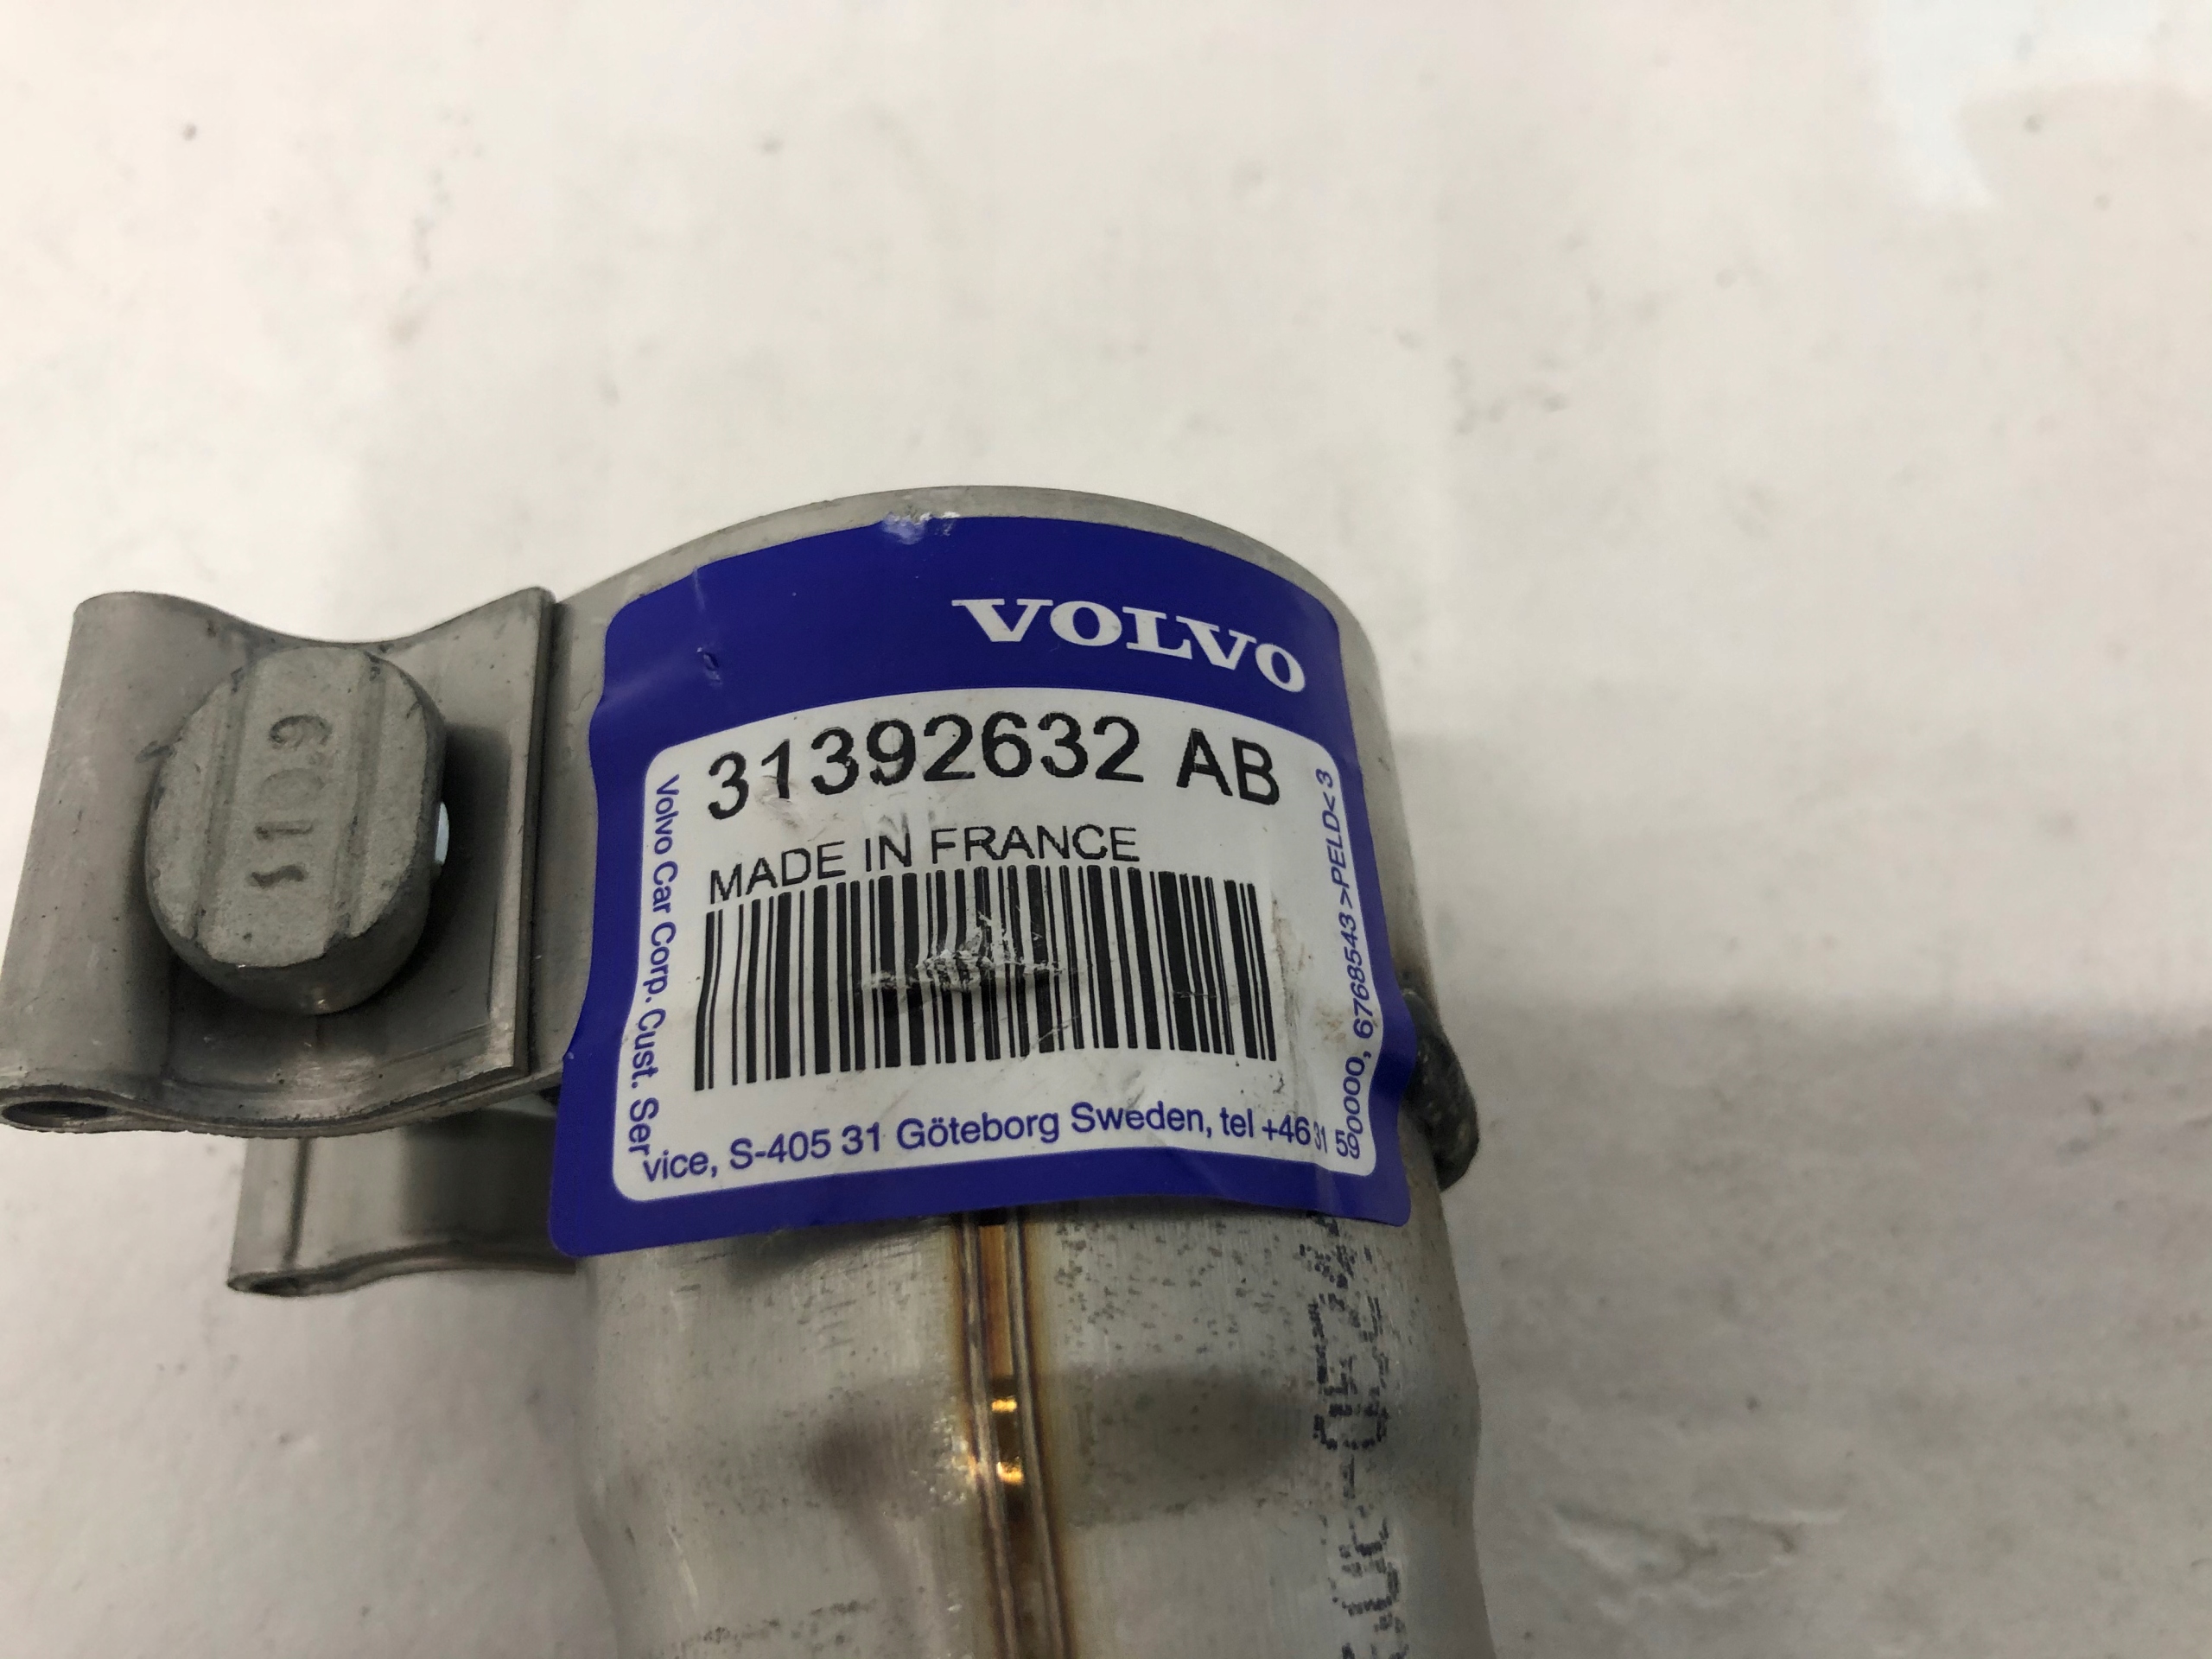 VOLVO
31392632 AB
MADE IN FRANCE
Volvo Car Corp. Cust. Service, S-405 31 Göteborg Sweden, tel +46 31 590000, 67685543 >PELD< 3